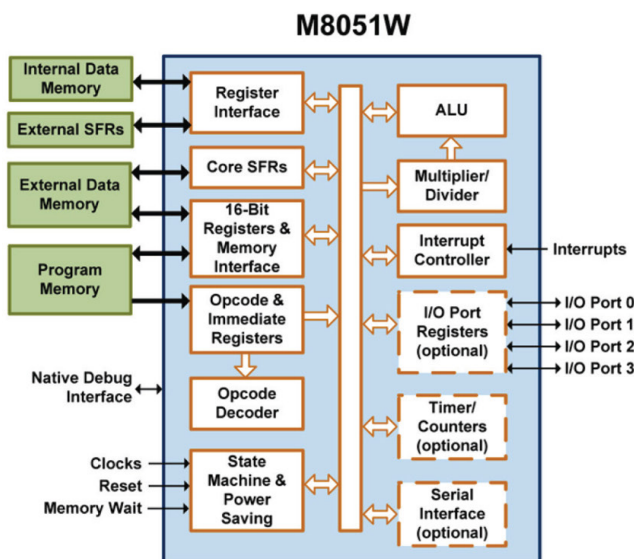 M8051W
Internal Data
Memory
External SFRs
External Data
Memory
Program
Memory
Native Debug
Interface
Clocks
Reset
Memory Wait
Register
Interface
Core SFRs
16-Bit
Registers &
Memory
Interface
Opcode &
Immediate
Registers
Opcode
Decoder
State
Machine &
Power
Saving
ALU
Multiplier/
Divider
Interrupt
Controller
I/O Port
Registers
(optional)
Timer/
Counters
(optional)
Serial
Interface
(optional)
Interrupts
I/O Port 0
I/O Port 1
I/O Port 2
I/O Port 3